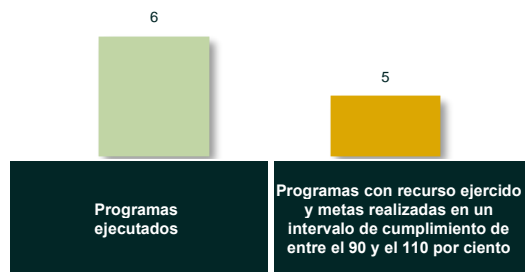 6
5
Programas
ejecutados
Programas con recurso ejercido
y metas realizadas en un
intervalo de cumplimiento de
entre el 90 y el 110 por ciento